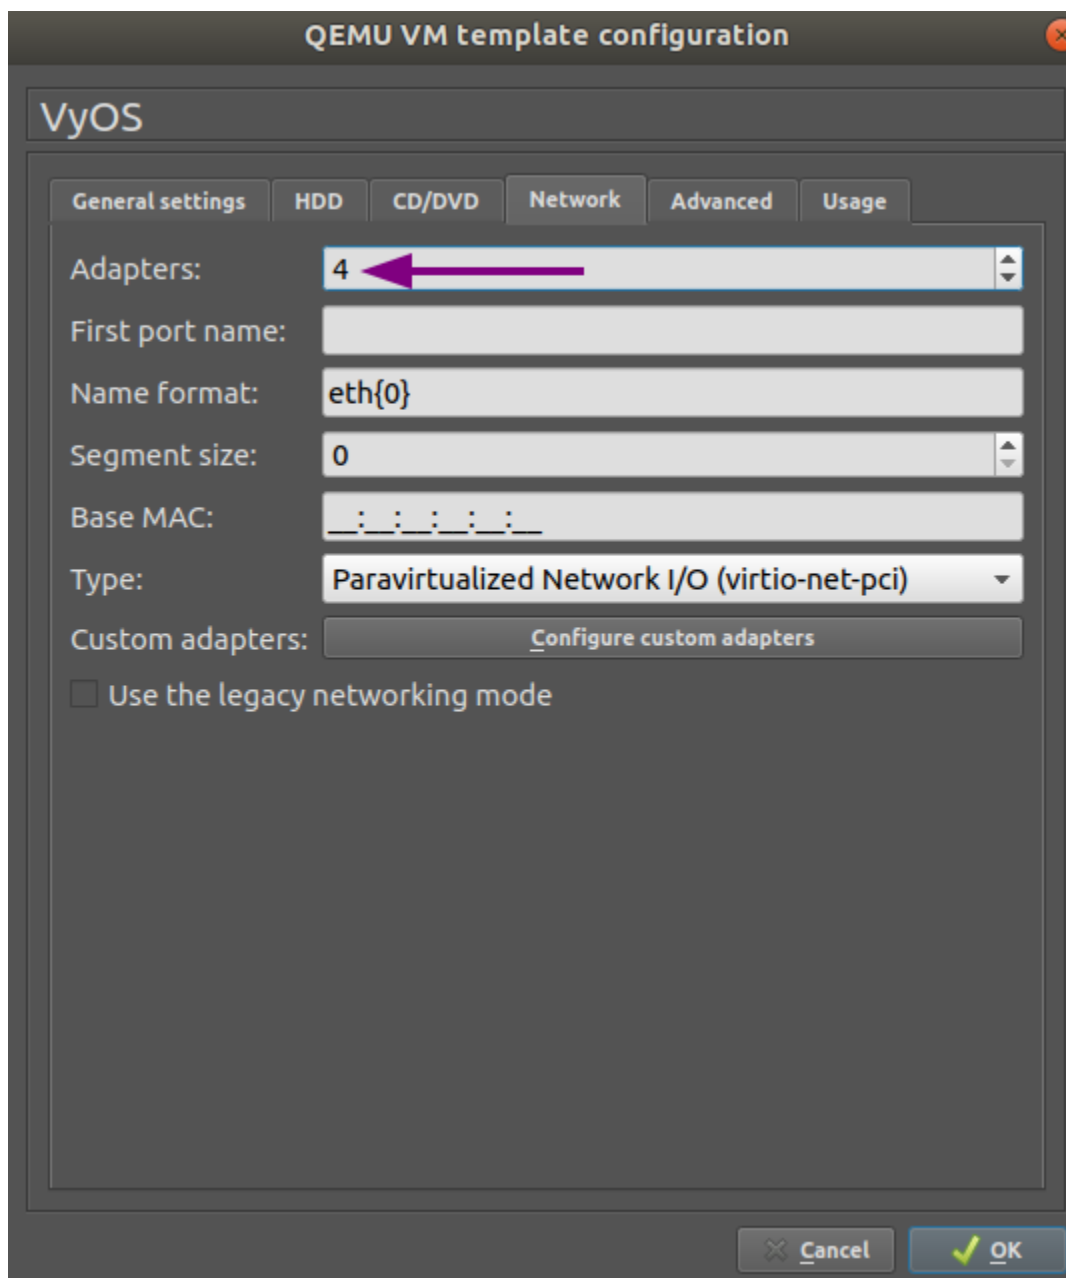 QEMU VM template configuration
VyOS
General settings HDD CD/DVD Network Advanced Usage
Adapters: 4
First port name:
Name format: eth{0}
Segment size: 0
Base MAC: __:__:__:__:__:__
Type: Paravirtualized Network I/O (virtio-net-pci)
Custom adapters: Configure custom adapters
Use the legacy networking mode
Cancel OK